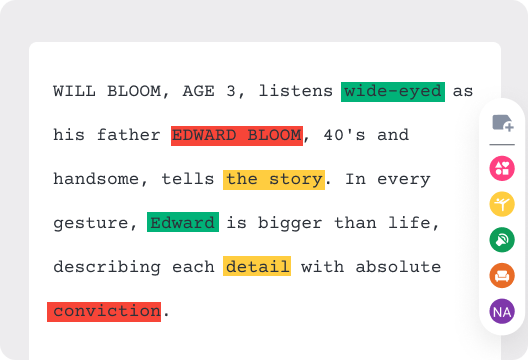 WILL BLOOM, AGE 3, listens wide-eyed as
his father EDWARD BLOOM, 40's and
handsome, tells the story. In every
gesture, Edward is bigger than life,
describing each detail with absolute
conviction.
NA